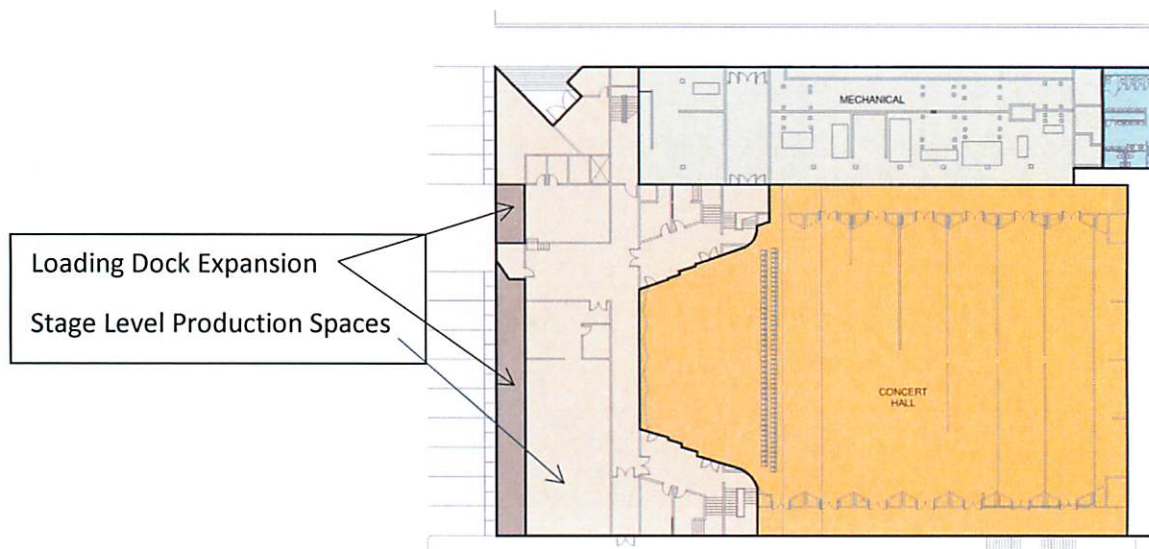 MECHANICAL
Loading Dock Expansion
Stage Level Production Spaces
CONCERT
HALL